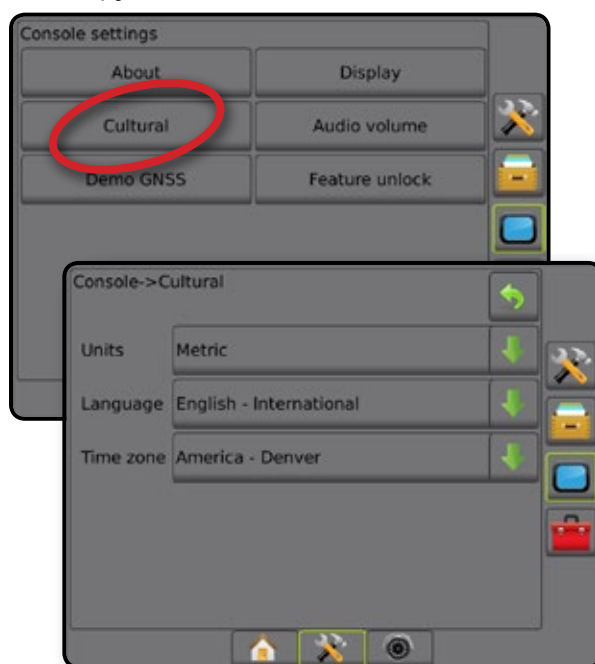 Console settings
About Display
Cultural Audio volume
Demo GNSS Feature unlock
Console->Cultural
Units Metric
Language English - International
Time zone America - Denver